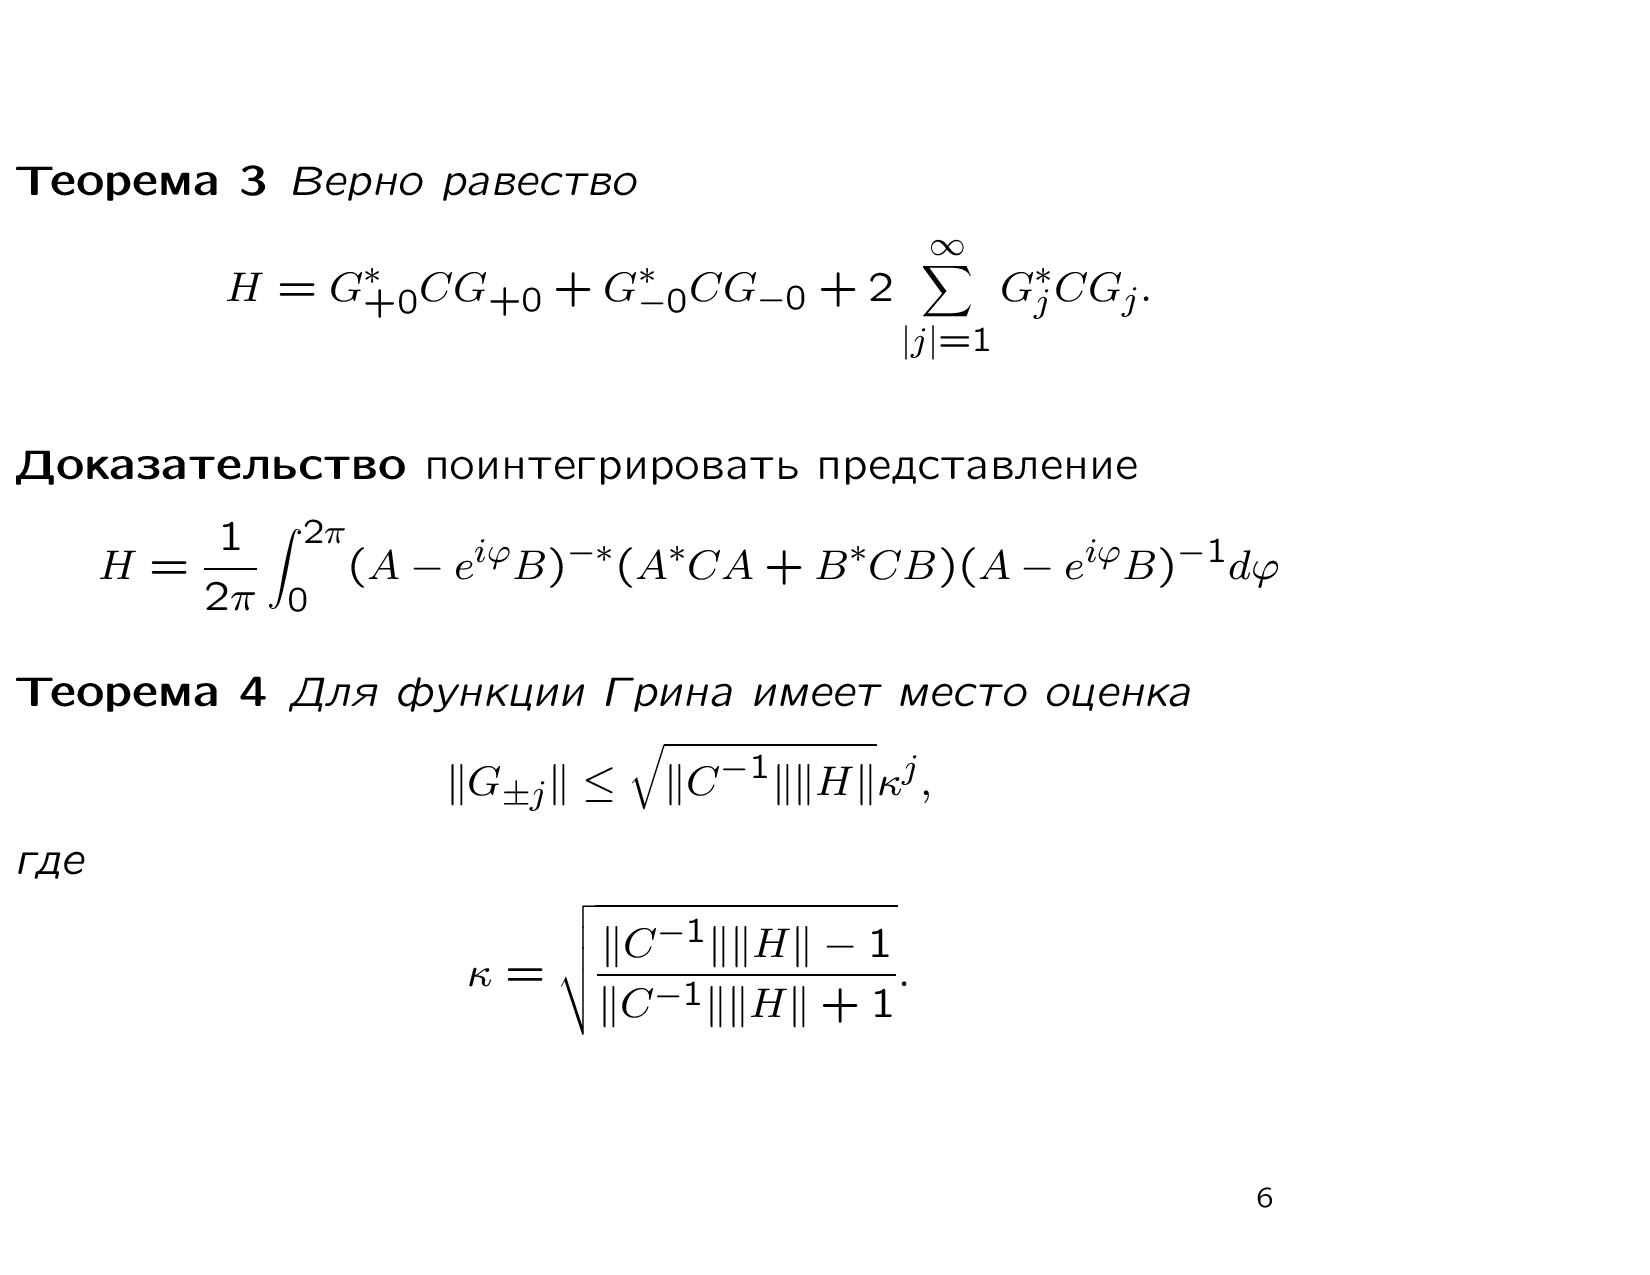 Теорема 3 Верно равество
$H = G_{+0}^* C G_{+0} + G_{-0}^* C G_{-0} + 2 \sum_{|j|=1}^{\infty} G_j^* C G_j.$
Доказательство поинтегрировать представление
$H = \frac{1}{2\pi} \int_0^{2\pi} (A - e^{i\varphi} B)^{-*} (A^* C A + B^* C B)(A - e^{i\varphi} B)^{-1} d\varphi$
Теорема 4 Для функции Грина имеет место оценка
$\|G_{\pm j}\| \leq \sqrt{\|C^{-1}\|\|H\|} \kappa^j,$
где
$\kappa = \sqrt{\frac{\|C^{-1}\|\|H\| - 1}{\|C^{-1}\|\|H\| + 1}}.$
6